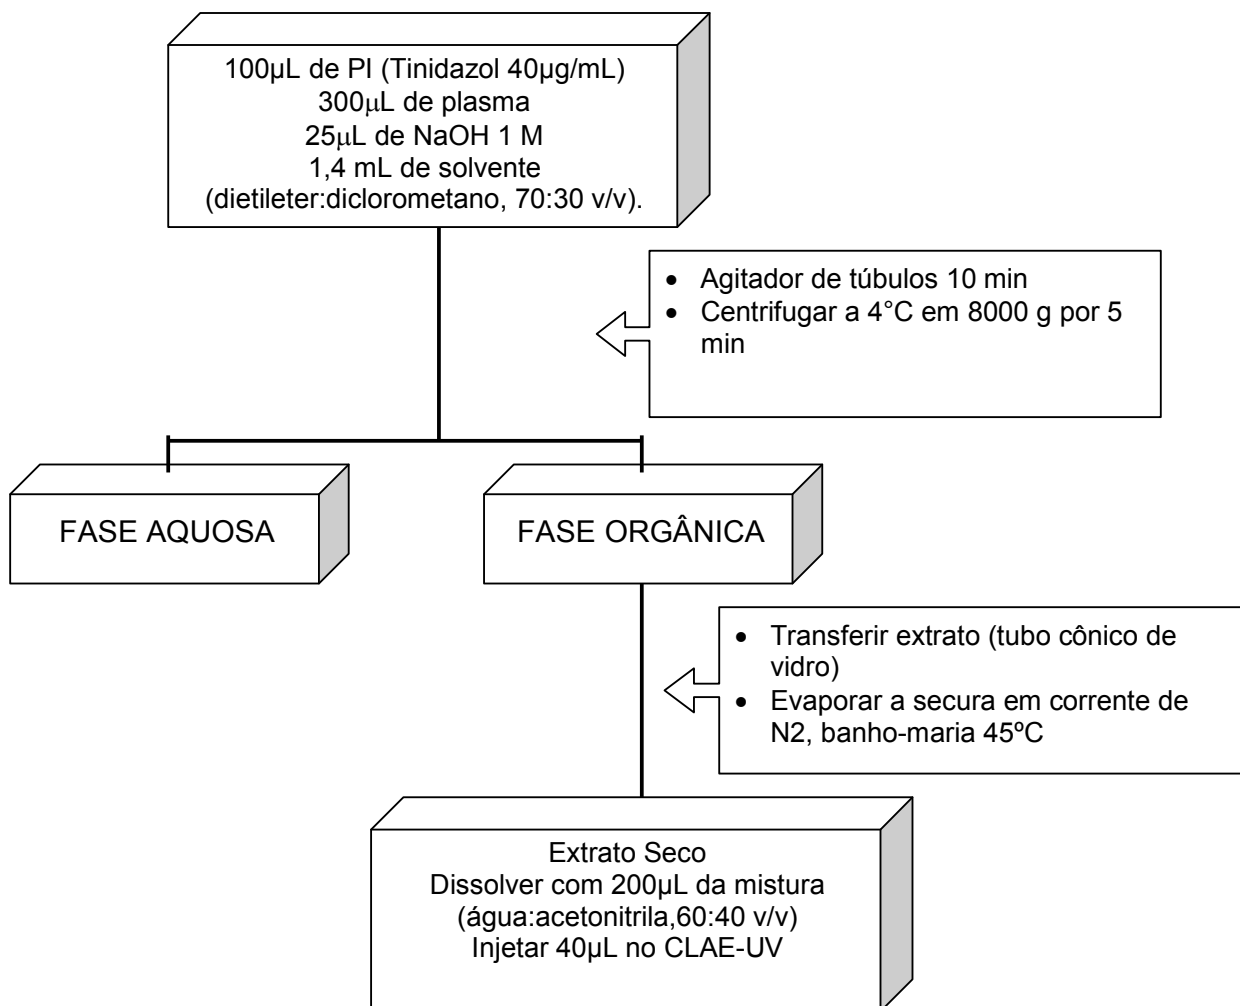 100µL de PI (Tinidazol 40µg/mL)
300µL de plasma
25µL de NaOH 1 M
1,4 mL de solvente
(dietileter:diclorometano, 70:30 v/v).
• Agitador de túbulos 10 min
• Centrifugar a 4°C em 8000 g por 5
min
FASE AQUOSA
FASE ORGÂNICA
• Transferir extrato (tubo cônico de
vidro)
• Evaporar a secura em corrente de
N2, banho-maria 45ºC
Extrato Seco
Dissolver com 200µL da mistura
(água:acetonitrila,60:40 v/v)
Injetar 40µL no CLAE-UV